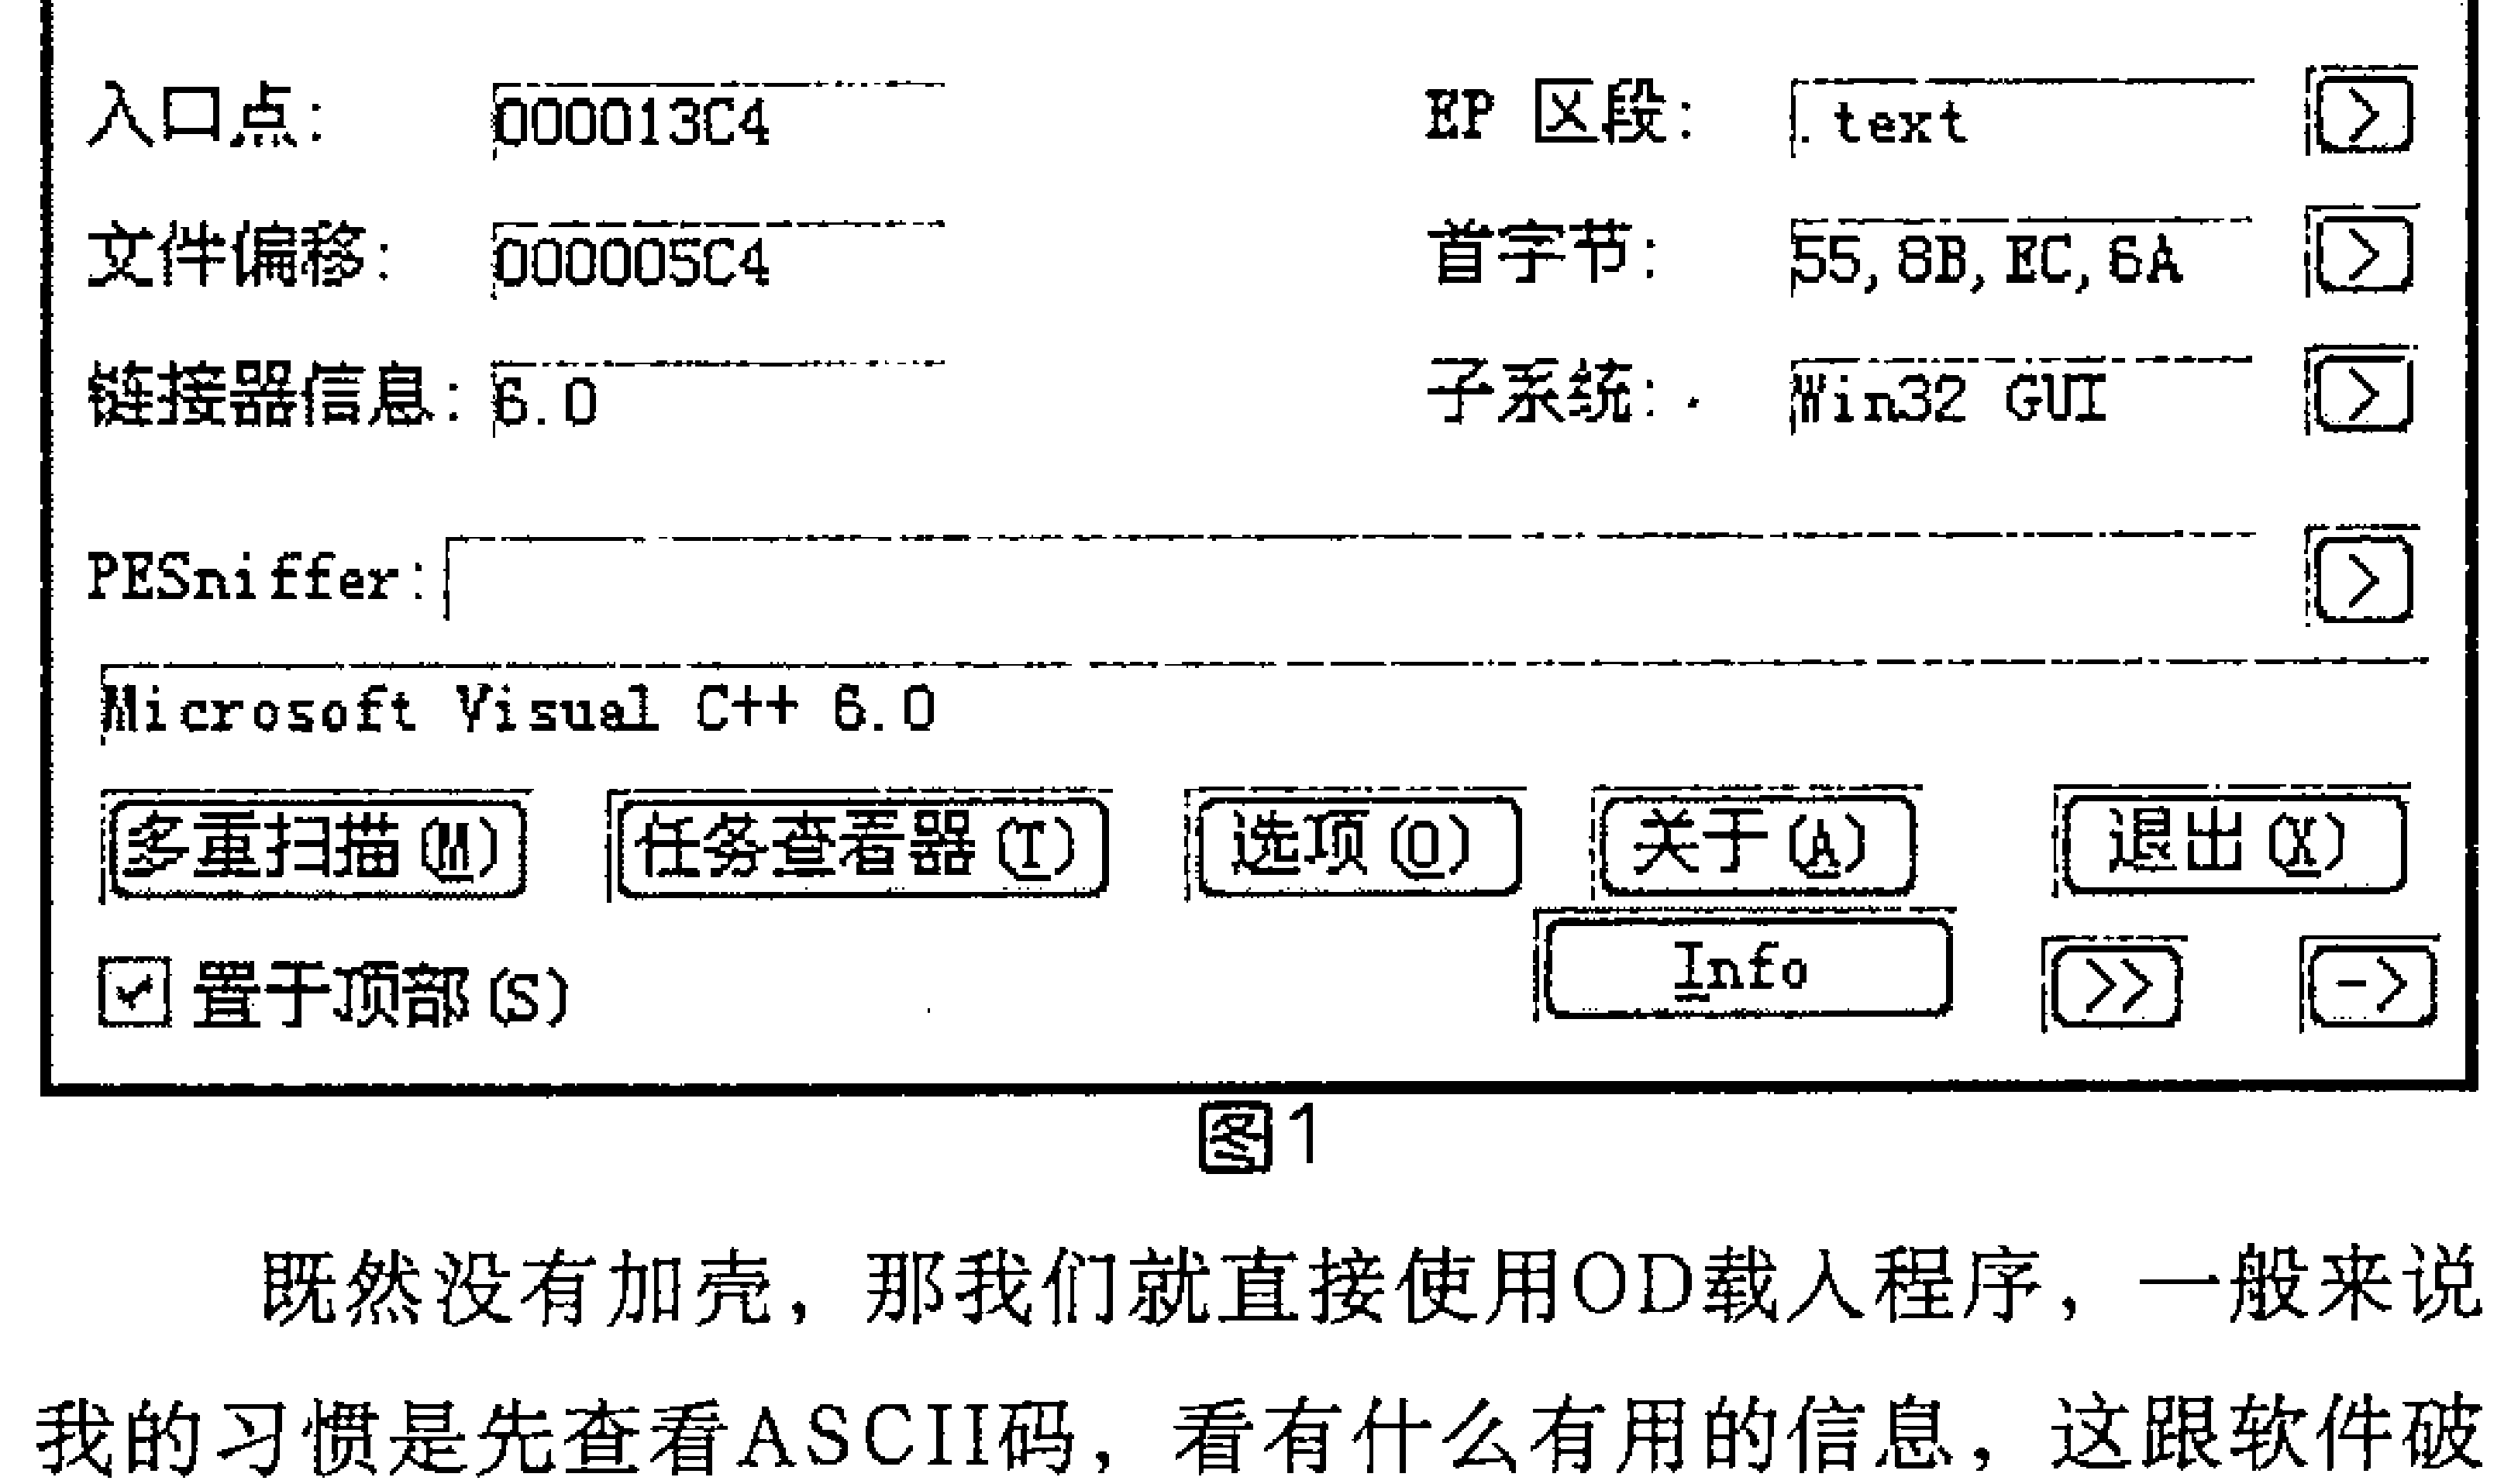 入口点: 000013C4 EP 区段: .text >
文件偏移: 000005C4 首字节: 55,8B,EC,6A >
链接器信息: 6.0 子系统: Win32 GUI >
PESniffer: >
Microsoft Visual C++ 6.0
多重扫描(M) 任务查看器(T) 选项(O) 关于(A) 退出(X)
置于顶部(S) Info >> ->
图1
既然没有加壳，那我们就直接使用OD载入程序，一般来说
我的习惯是先查看ASCII码，看有什么有用的信息，这跟软件破